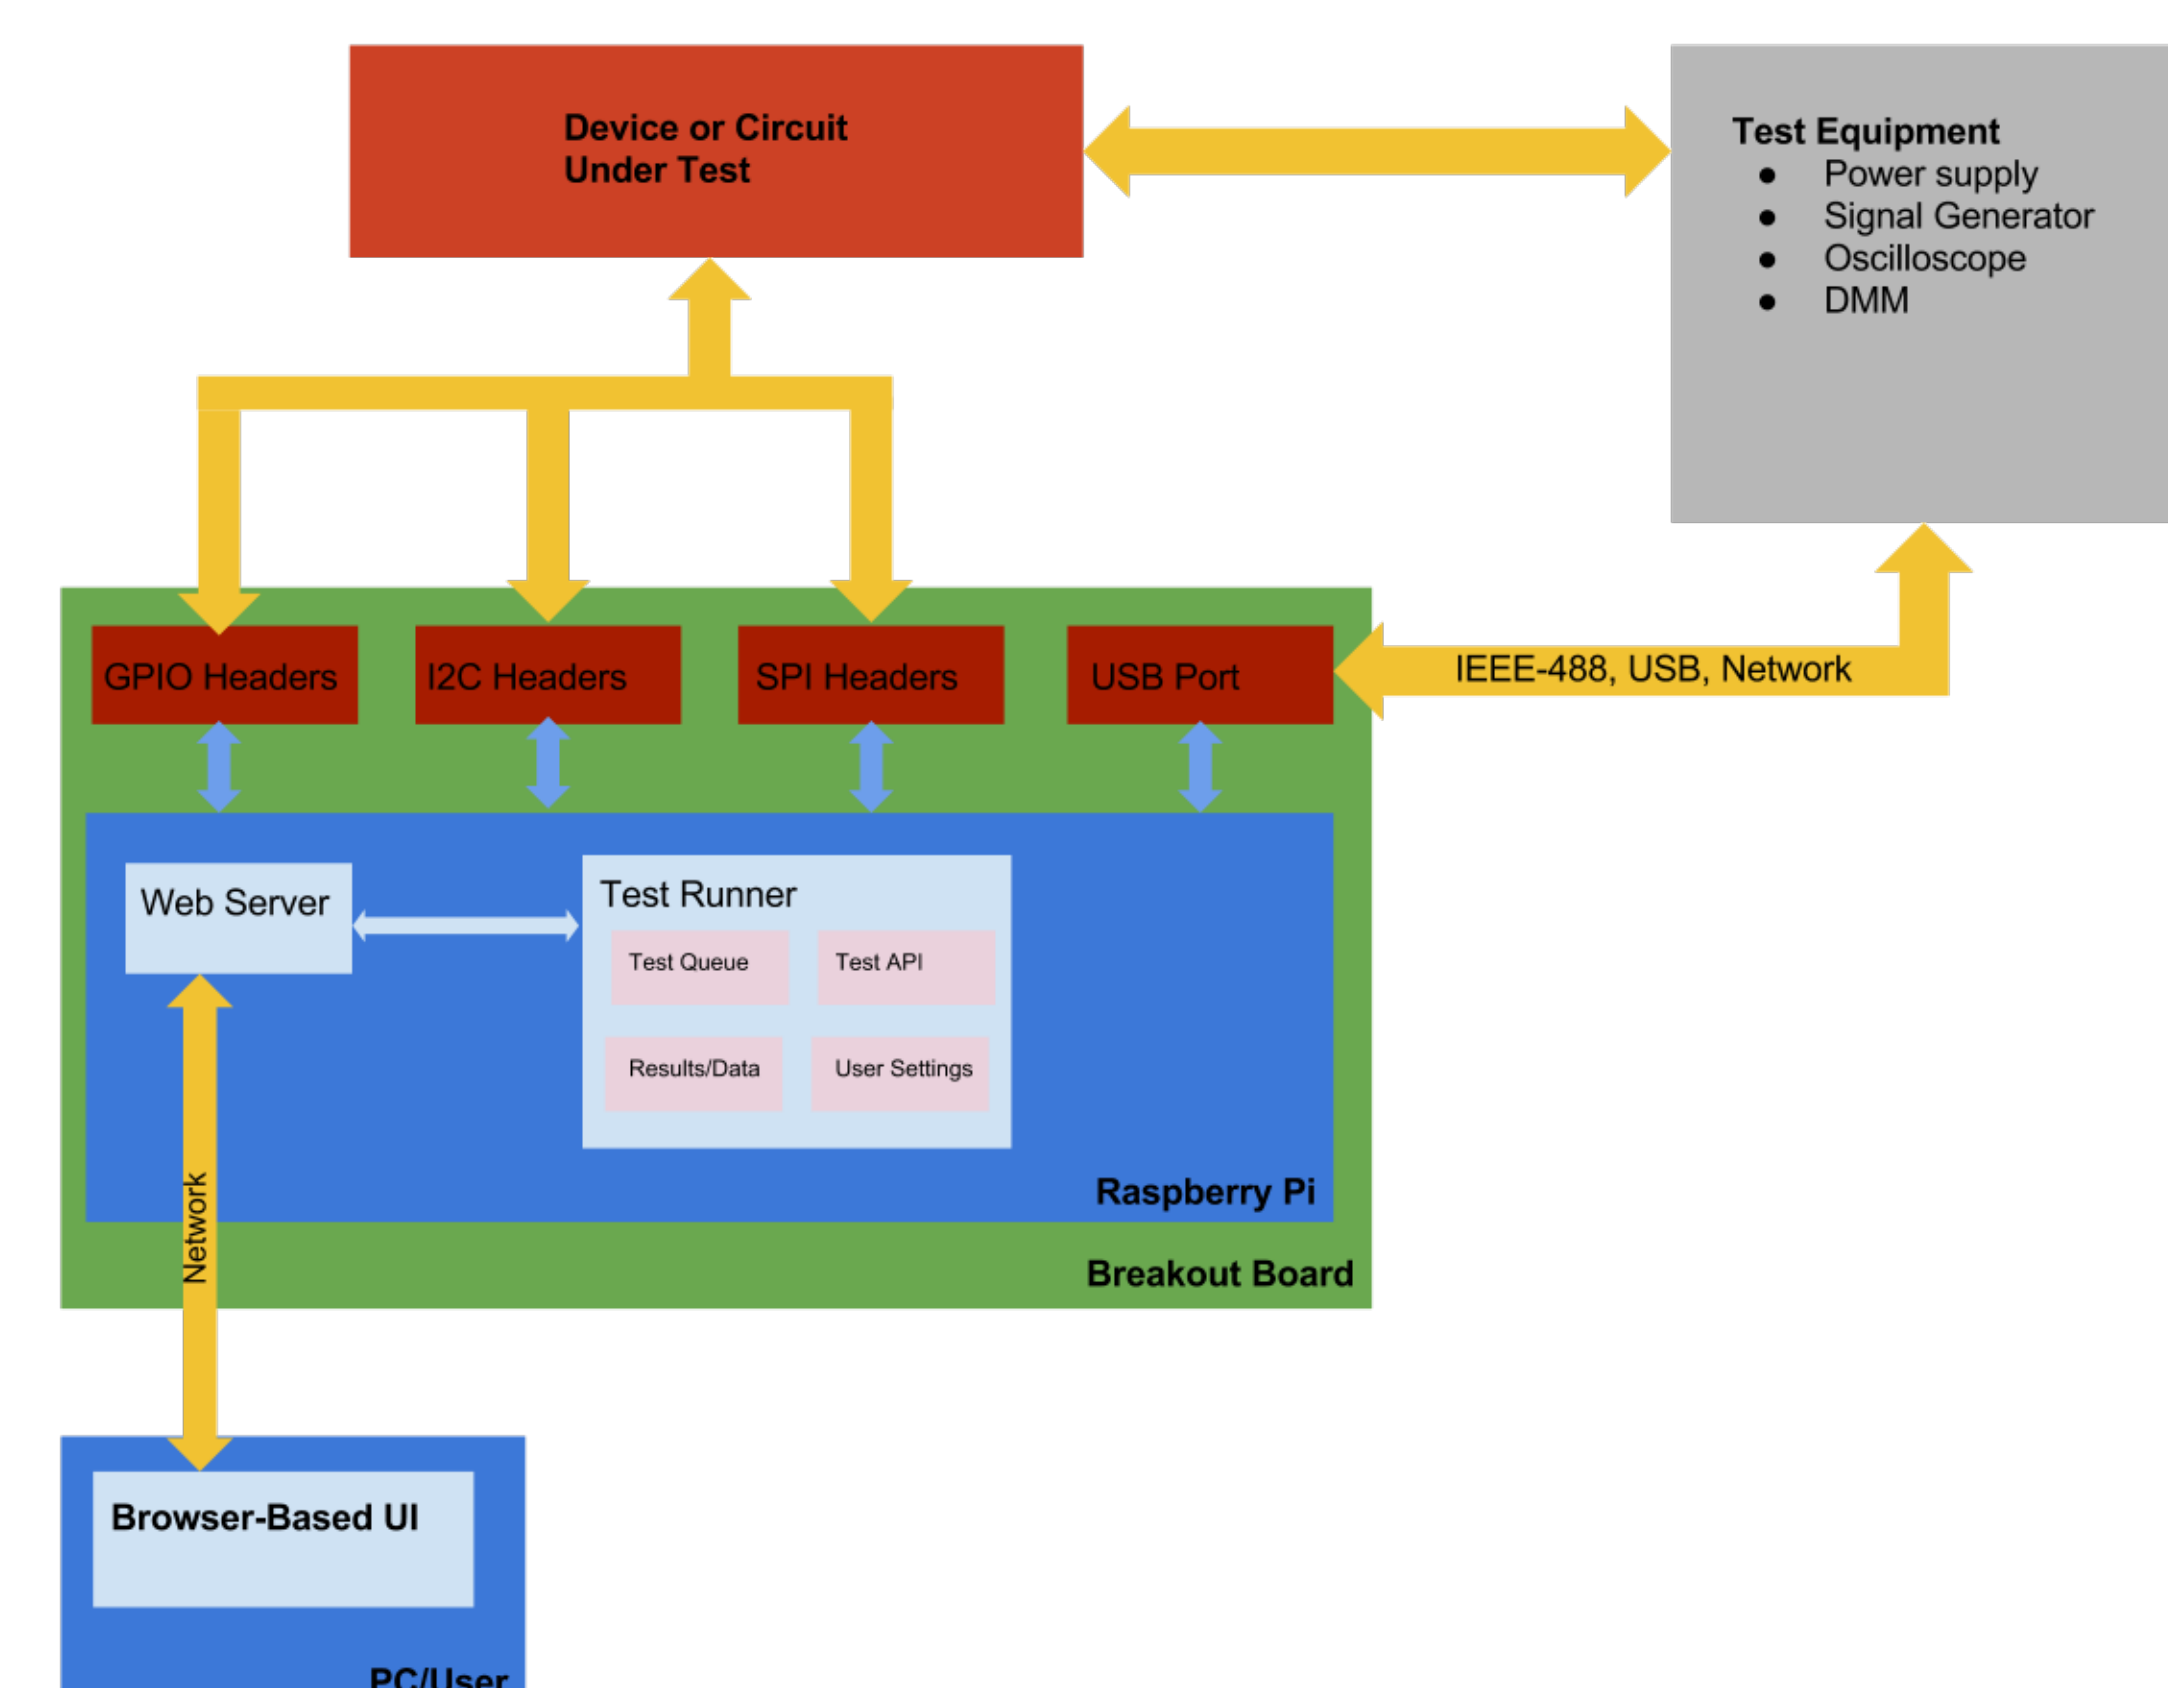 Device or Circuit
Under Test
Test Equipment
● Power supply
● Signal Generator
● Oscilloscope
● DMM
GPIO Headers
I2C Headers
SPI Headers
USB Port
IEEE-488, USB, Network
Web Server
Test Runner
Test Queue
Test API
Results/Data
User Settings
Raspberry Pi
Breakout Board
Network
Browser-Based UI
PC/User